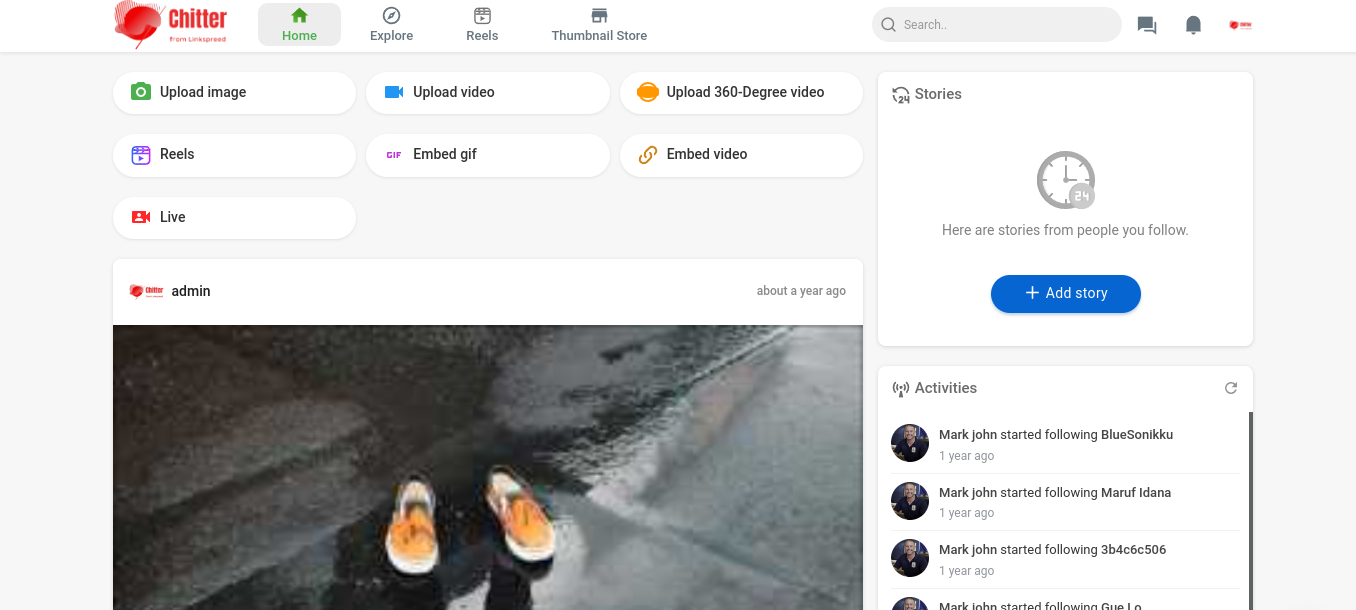 Chitter
from Linkspreed
Home
Explore
Reels
Thumbnail Store
Search..
Upload image
Upload video
Upload 360-Degree video
Reels
GIF
Embed gif
Embed video
Live
Chitter
admin
about a year ago
24
Stories
24
Here are stories from people you follow.
Add story
Activities
Mark john started following BlueSonikku
1 year ago
Mark john started following Maruf Idana
1 year ago
Mark john started following 3b4c6c506
1 year ago
Mark john started following Gue Lo